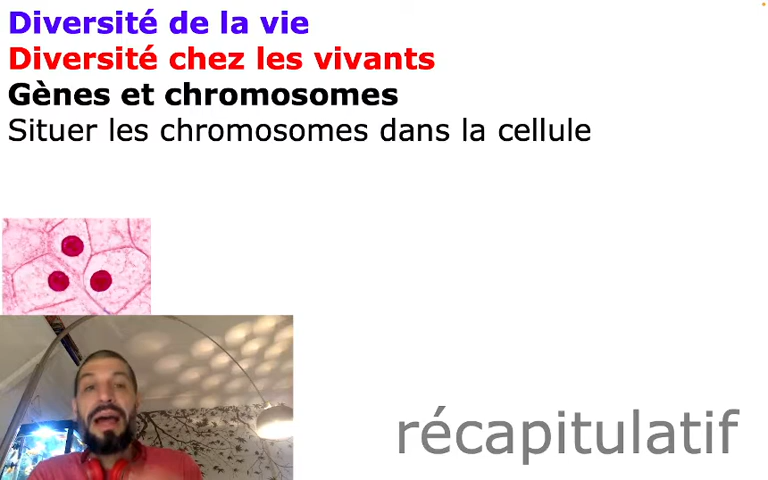 Diversité de la vie
Diversité chez les vivants
Gènes et chromosomes
Situer les chromosomes dans la cellule
récapitulatif